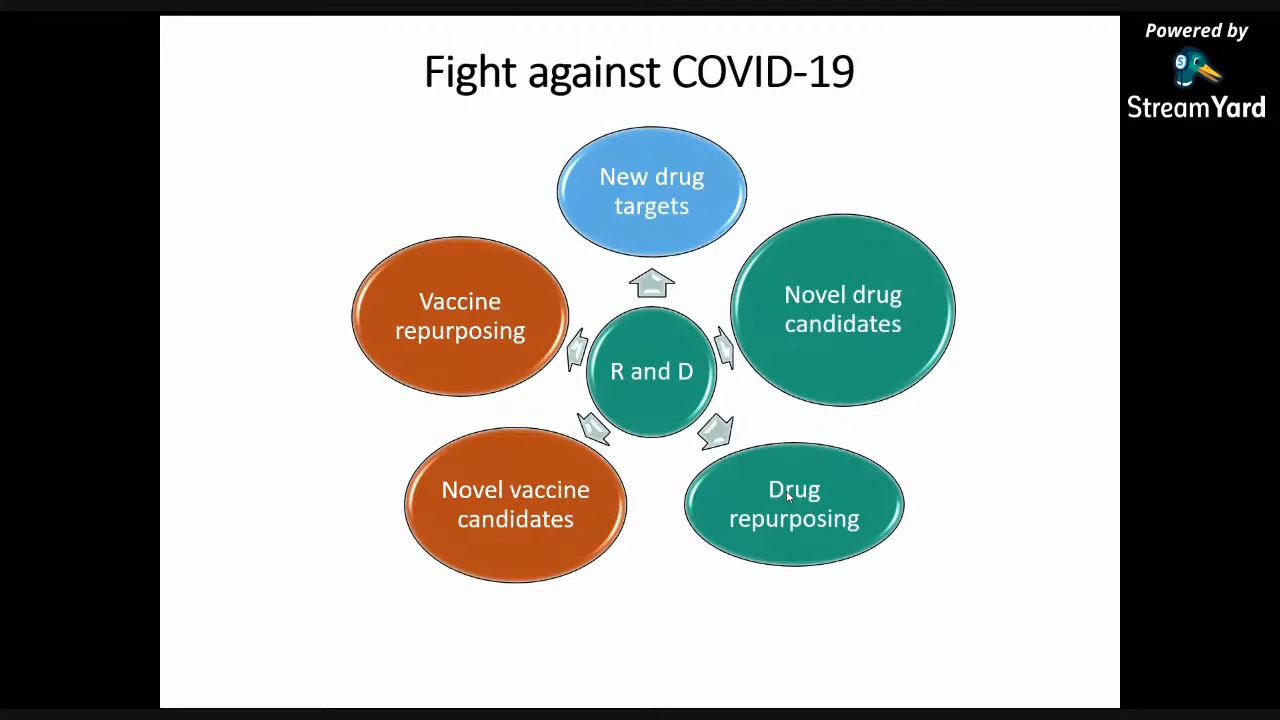 Fight against COVID-19
Powered by
StreamYard
New drug
targets
Vaccine
repurposing
Novel drug
candidates
R and D
Novel vaccine
candidates
Drug
repurposing